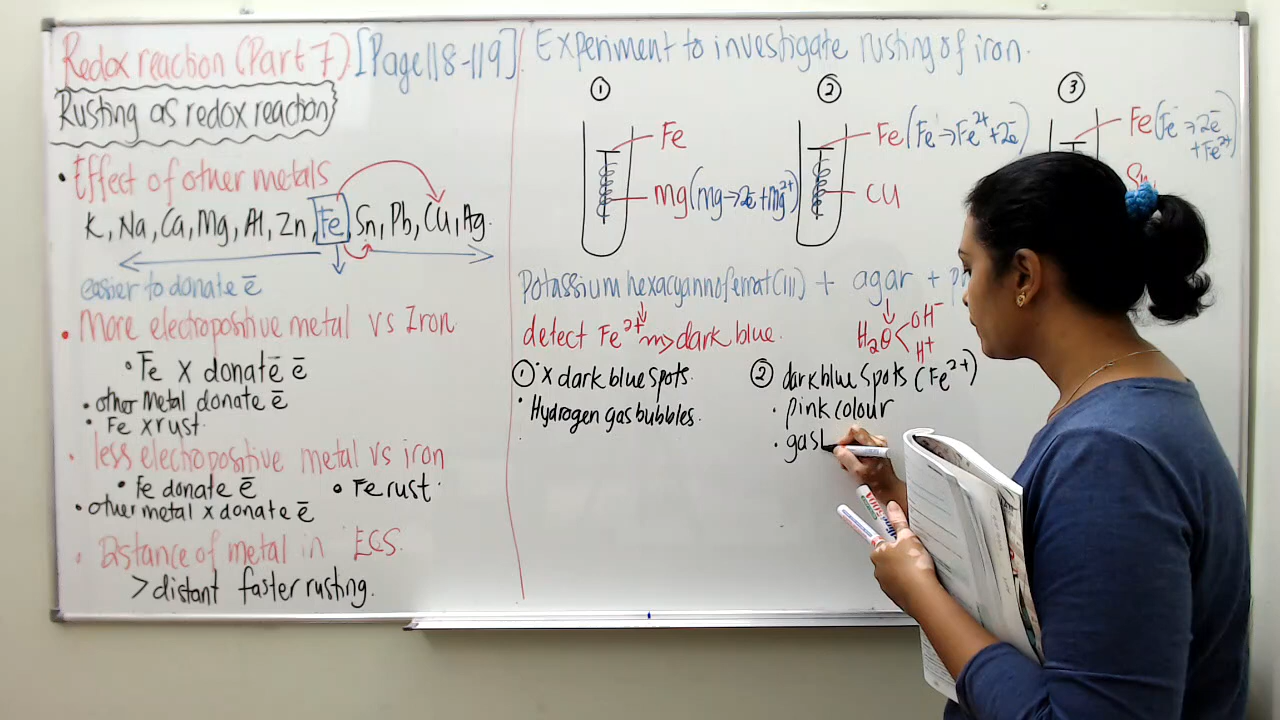 Redox reaction (Part 7) [Page 118-119]
Rusting as redox reaction
• Effect of other metals
K, Na, Ca, Mg, Al, Zn, Fe, Sn, Pb, Cu, Ag.
easier to donate ē
• More electropositive metal vs Iron
• Fe X donate ē
• other Metal donate ē
• Fe x rust
• less electropositive metal vs iron
• Fe donate ē • Fe rust
• other metal x donate ē
• Distance of metal in ECS.
> distant faster rusting.
Experiment to investigate rusting of iron.
① ② ③
Fe
Mg (Mg → 2ē + Mg²⁺)
Fe (Fe → Fe²⁺ + 2ē)
Cu
Fe (Fe → 2ē + Fe²⁺)
Sn
Potassium hexacyannoferrat(III) + agar +
detect Fe²⁺ → dark blue.
H₂O OH⁻ H⁺
① • X dark blue spots.
• Hydrogen gas bubbles.
② dark blue spots (Fe²⁺)
• pink colour
• gas